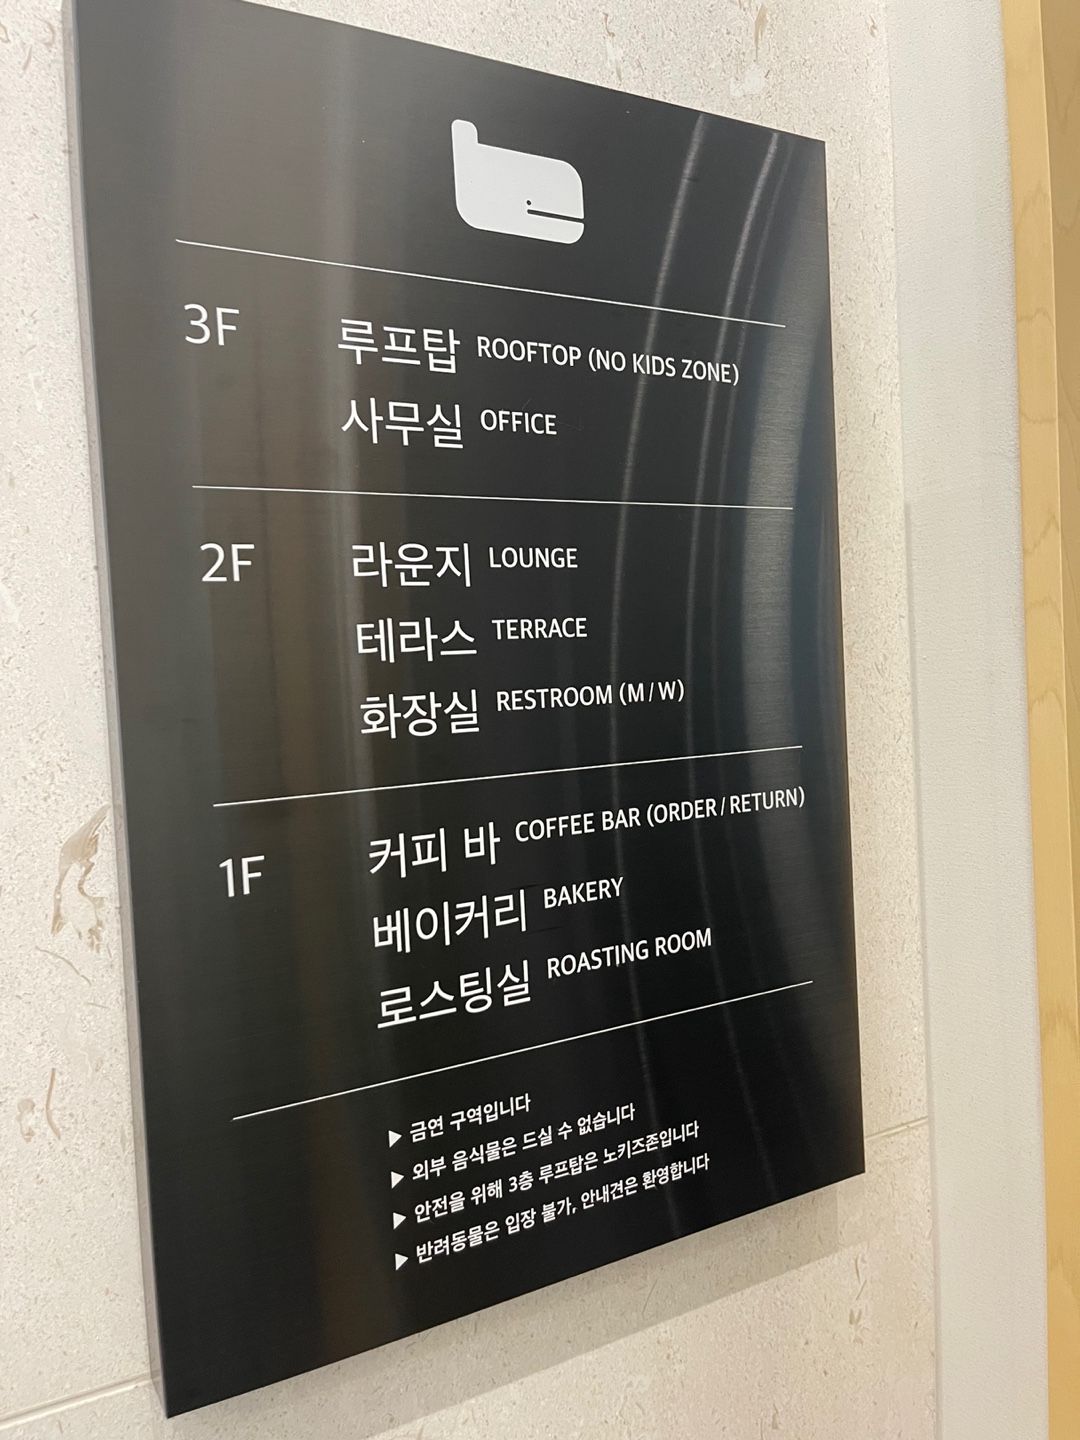 3F 루프탑 ROOFTOP (NO KIDS ZONE)
사무실 OFFICE
2F 라운지 LOUNGE
테라스 TERRACE
화장실 RESTROOM (M / W)
1F 커피 바 COFFEE BAR (ORDER / RETURN)
베이커리 BAKERY
로스팅실 ROASTING ROOM
▶ 금연 구역입니다
▶ 외부 음식물은 드실 수 없습니다
▶ 안전을 위해 3층 루프탑은 노키즈존입니다
▶ 반려동물은 입장 불가, 안내견은 환영합니다